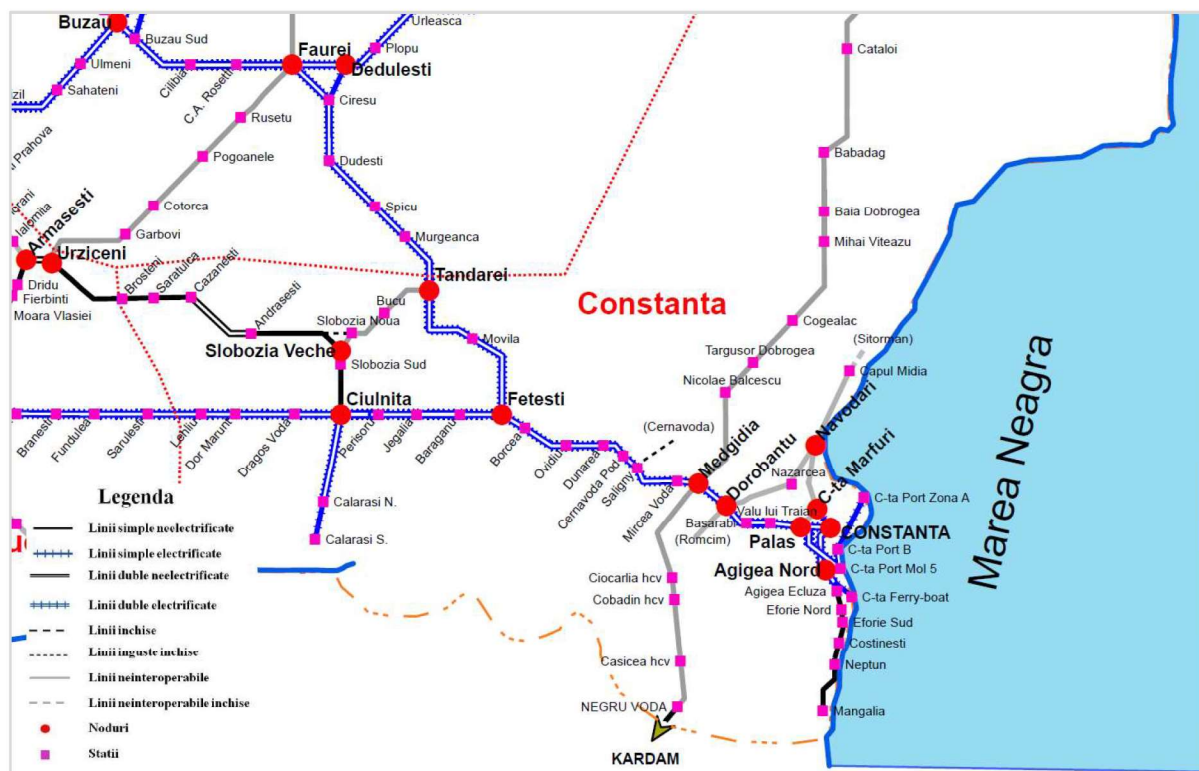 Buzau
Buzau Sud
Urleasca
Plopu
Cataloi
Ulmeni
Faurei
Dedulesti
Sahateni
Cilibia
C.A. Rosetti
Ciresu
zil
Prahova
Rusetu
Pogoanele
Dudesti
Babadag
Cotorca
Spicu
Baia Dobrogea
Ialomita
Armasesti
Garbovi
Murgeanca
Mihai Viteazu
Urziceni
Tandarei
Dridu
Fierbinti
Moara Vlasiei
Brosteni
Saratuica
Cazanesti
Andrasesti
Bucu
Slobozia Noua
Constanta
Cogealac
(Sitorman)
Slobozia Veche
Movila
Targusor Dobrogea
Slobozia Sud
Nicolae Balcescu
Capul Midia
Ciulnita
Fetesti
Navodari
Marea Neagra
Branesti
Fundulea
Sarulesti
Lehliu
Dor Marunt
Dragos Voda
Perisoru
Jegalia
Baraganu
Borcea
Ovidiu
Dunarea
Cernavoda Pod
Saligny
(Cernavoda)
Mircea Voda
Medgidia
Dorobantu
Nazarcea
C-ta Marfuri
C-ta Port Zona A
Legenda
Calarasi N.
Basarabi
Valu lui Traian
(Romcim)
Palas
CONSTANTA
Linii simple neelectrificate
Calarasi S.
C-ta Port B
Linii simple electrificate
Agigea Nord
C-ta Port Mol 5
Linii duble neelectrificate
Ciocarlia hcv
Agigea Ecluza
C-ta Ferry-boat
Linii duble electrificate
Cobadin hcv
Eforie Nord
Eforie Sud
Linii inchise
Costinesti
Linii inguste inchise
Casicea hcv
Neptun
Linii neinteroperabile
Linii neinteroperabile inchise
NEGRU VODA
Mangalia
Noduri
Statii
KARDAM